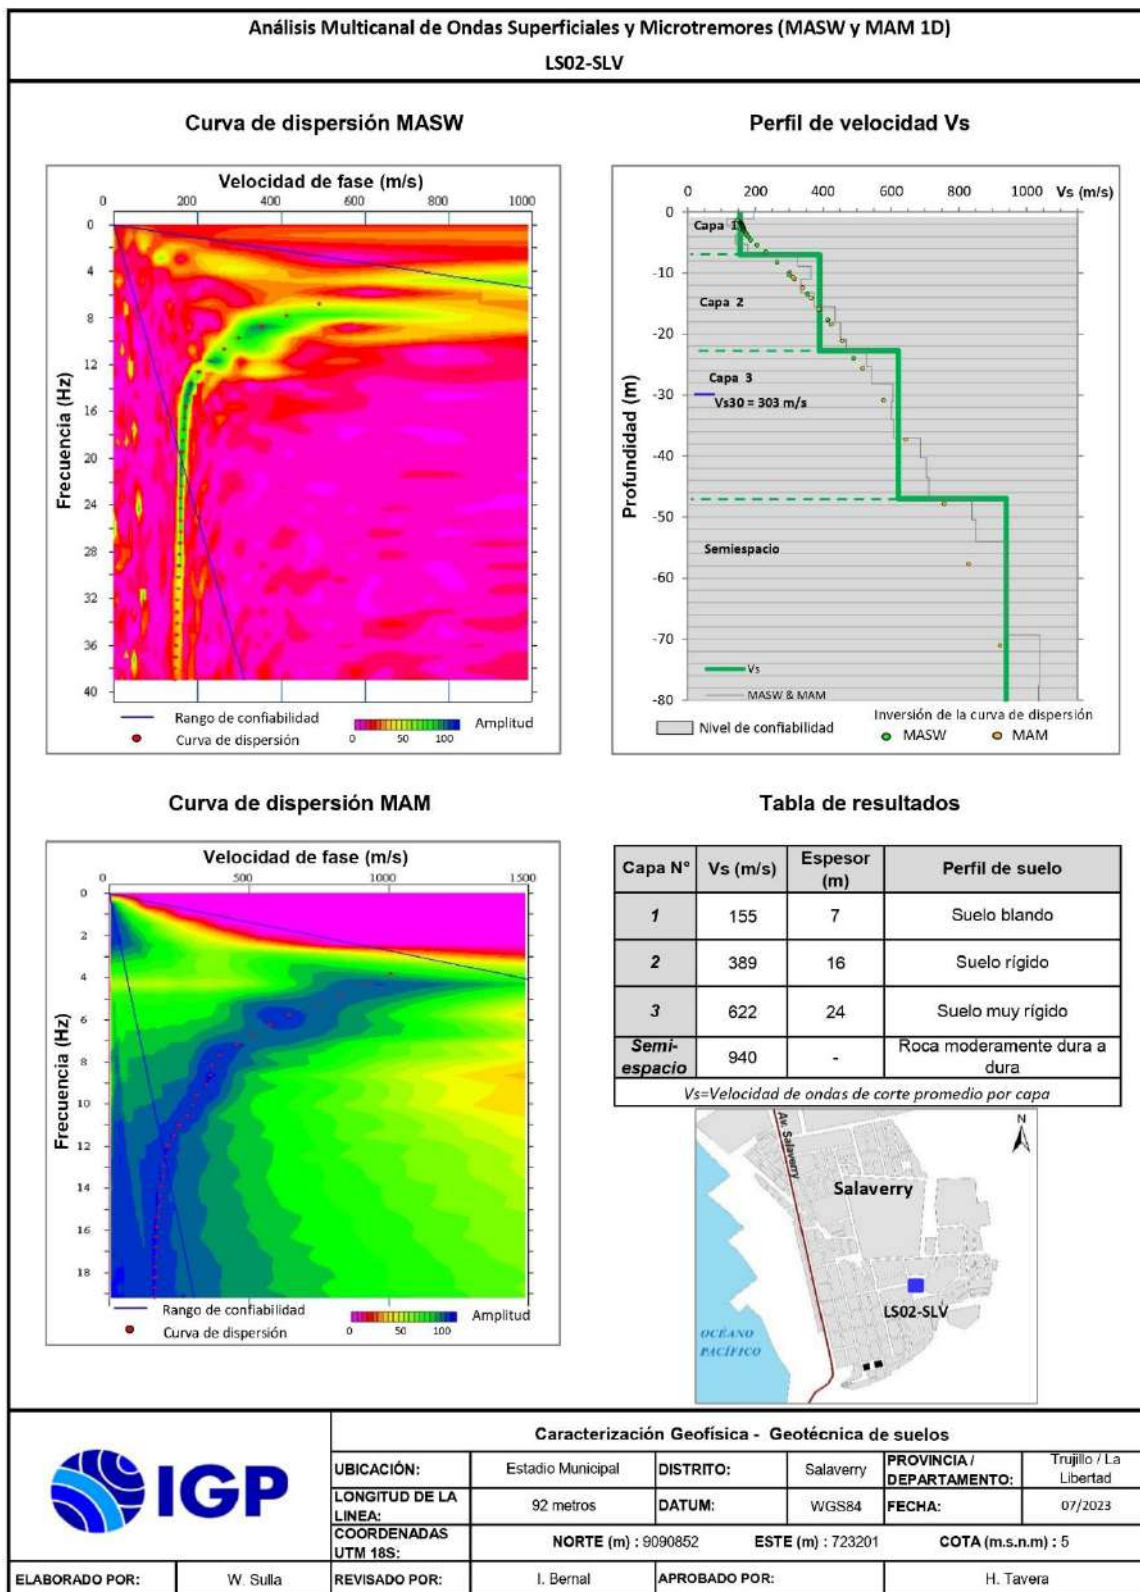 Análisis Multicanal de Ondas Superficiales y Microtremores (MASW y MAM 1D)
LS02-SLV
Curva de dispersión MASW
Velocidad de fase (m/s)
0 200 400 600 800 1000
Frecuencia (Hz)
0
4
8
12
16
20
24
28
32
36
40
Rango de confiabilidad
Curva de dispersión
Amplitud
0 50 100
Perfil de velocidad Vs
0 200 400 600 800 1000 Vs (m/s)
Profundidad (m)
0
-10
-20
-30
-40
-50
-60
-70
-80
Capa 1
Capa 2
Capa 3
Vs30 = 303 m/s
Semiespacio
Vs
MASW & MAM
Nivel de confiabilidad
Inversión de la curva de dispersión
MASW MAM
Curva de dispersión MAM
Velocidad de fase (m/s)
0 500 1000 1500
Frecuencia (Hz)
0
2
4
6
8
10
12
14
16
18
Rango de confiabilidad
Curva de dispersión
Amplitud
0 50 100
Tabla de resultados
Capa N° Vs (m/s) Espesor (m) Perfil de suelo
1 155 7 Suelo blando
2 389 16 Suelo rígido
3 622 24 Suelo muy rígido
Semi-espacio 940 - Roca moderamente dura a dura
Vs=Velocidad de ondas de corte promedio por capa
Av. Salaverry
N
Salaverry
LS02-SLV
OCÉANO
PACÍFICO
IGP
Caracterización Geofísica - Geotécnica de suelos
UBICACIÓN: Estadio Municipal DISTRITO: Salaverry PROVINCIA / DEPARTAMENTO: Trujillo / La Libertad
LONGITUD DE LA LINEA: 92 metros DATUM: WGS84 FECHA: 07/2023
COORDENADAS UTM 18S: NORTE (m) : 9090852 ESTE (m) : 723201 COTA (m.s.n.m) : 5
ELABORADO POR: W. Sulla REVISADO POR: I. Bernal APROBADO POR: H. Tavera